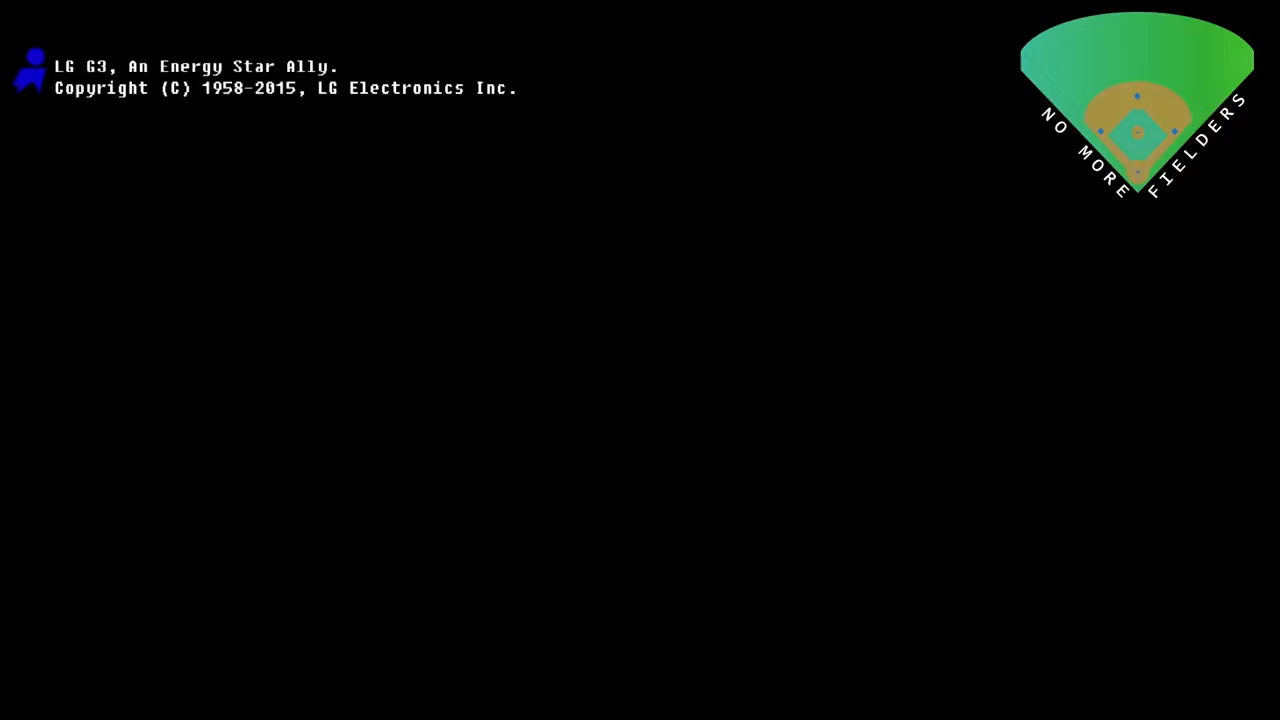 LG G3, An Energy Star Ally.
Copyright (C) 1958-2015, LG Electronics Inc.
NO MORE FIELDERS